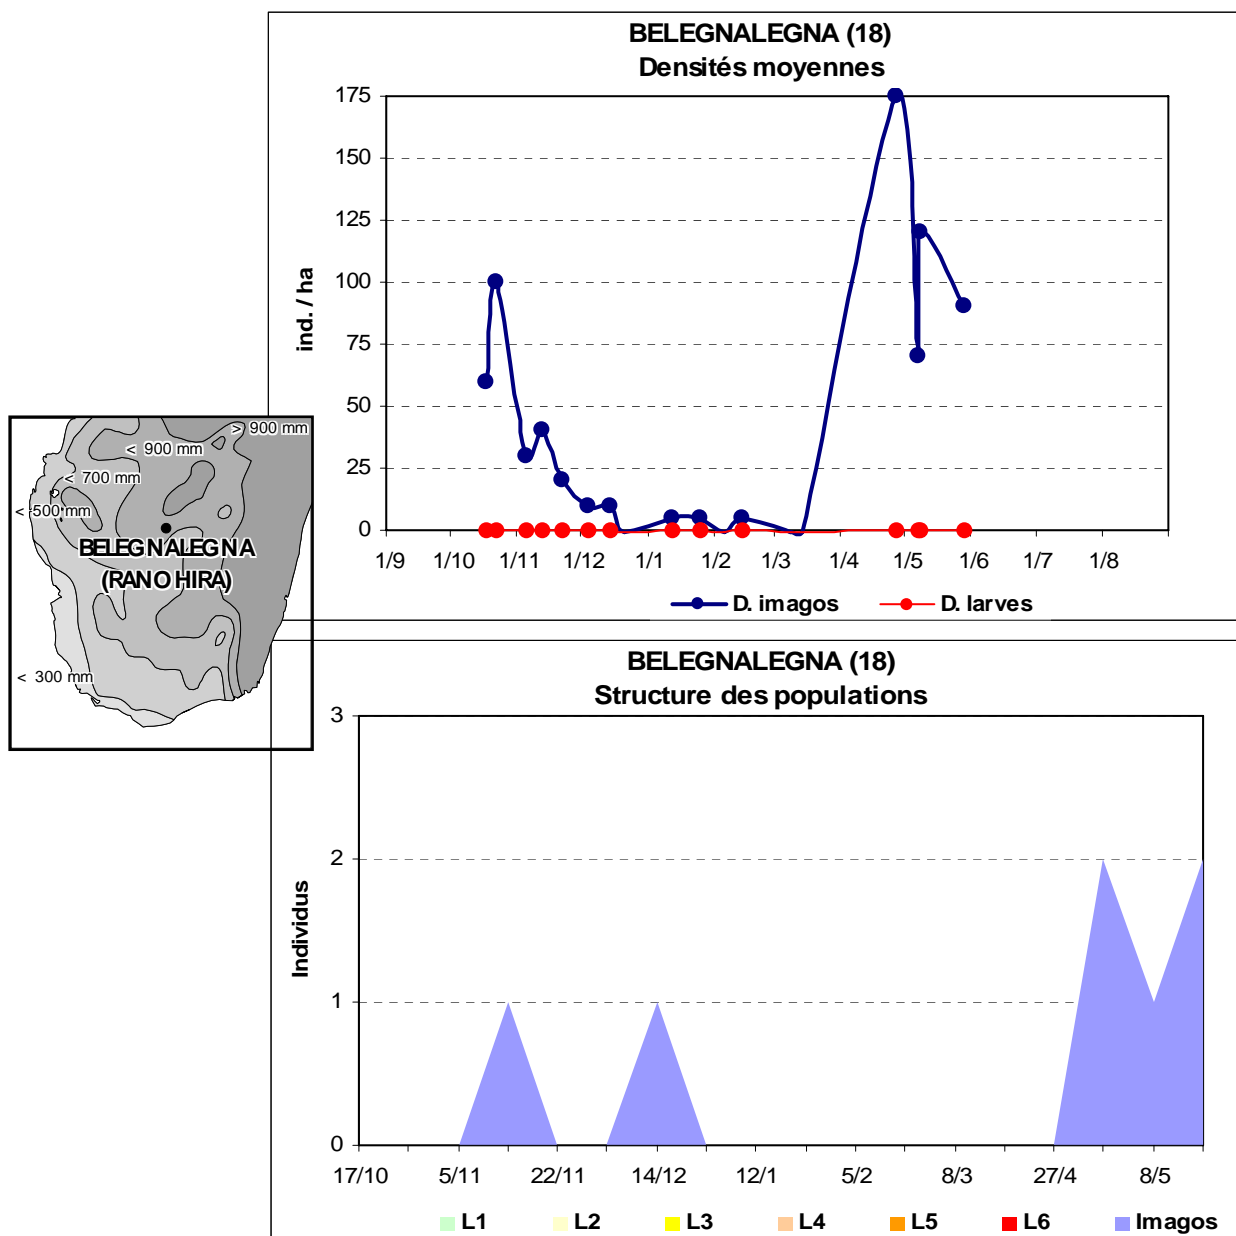 BELEGNALEGNA (18)
Densités moyennes
175
150
125
100
75
50
25
0
ind. / ha
1/9 1/10 1/11 1/12 1/1 1/2 1/3 1/4 1/5 1/6 1/7 1/8
D. imagos D. larves
> 900 mm
< 900 mm
< 700 mm
< 500 mm
BELEGNALEGNA
(RANOHIRA)
< 300 mm
BELEGNALEGNA (18)
Structure des populations
3
2
1
0
Individus
17/10 5/11 22/11 14/12 12/1 5/2 8/3 27/4 8/5
L1 L2 L3 L4 L5 L6 Imagos